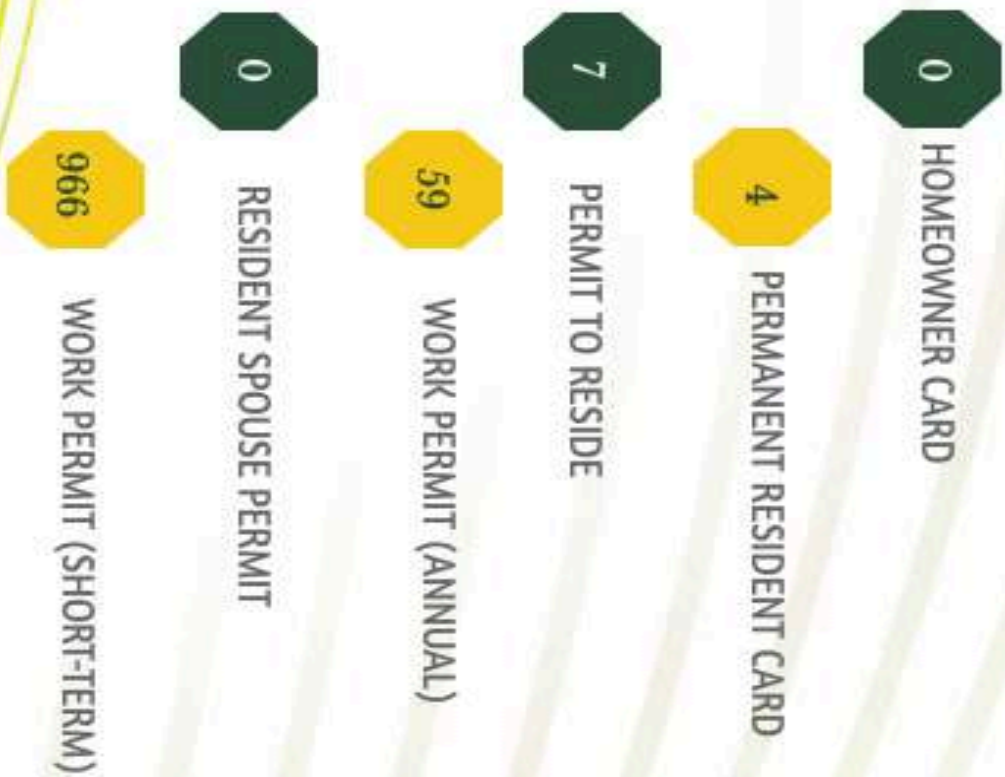 0 HOMEOWNER CARD
4 PERMANENT RESIDENT CARD
7 PERMIT TO RESIDE
59 WORK PERMIT (ANNUAL)
0 RESIDENT SPOUSE PERMIT
966 WORK PERMIT (SHORT-TERM)